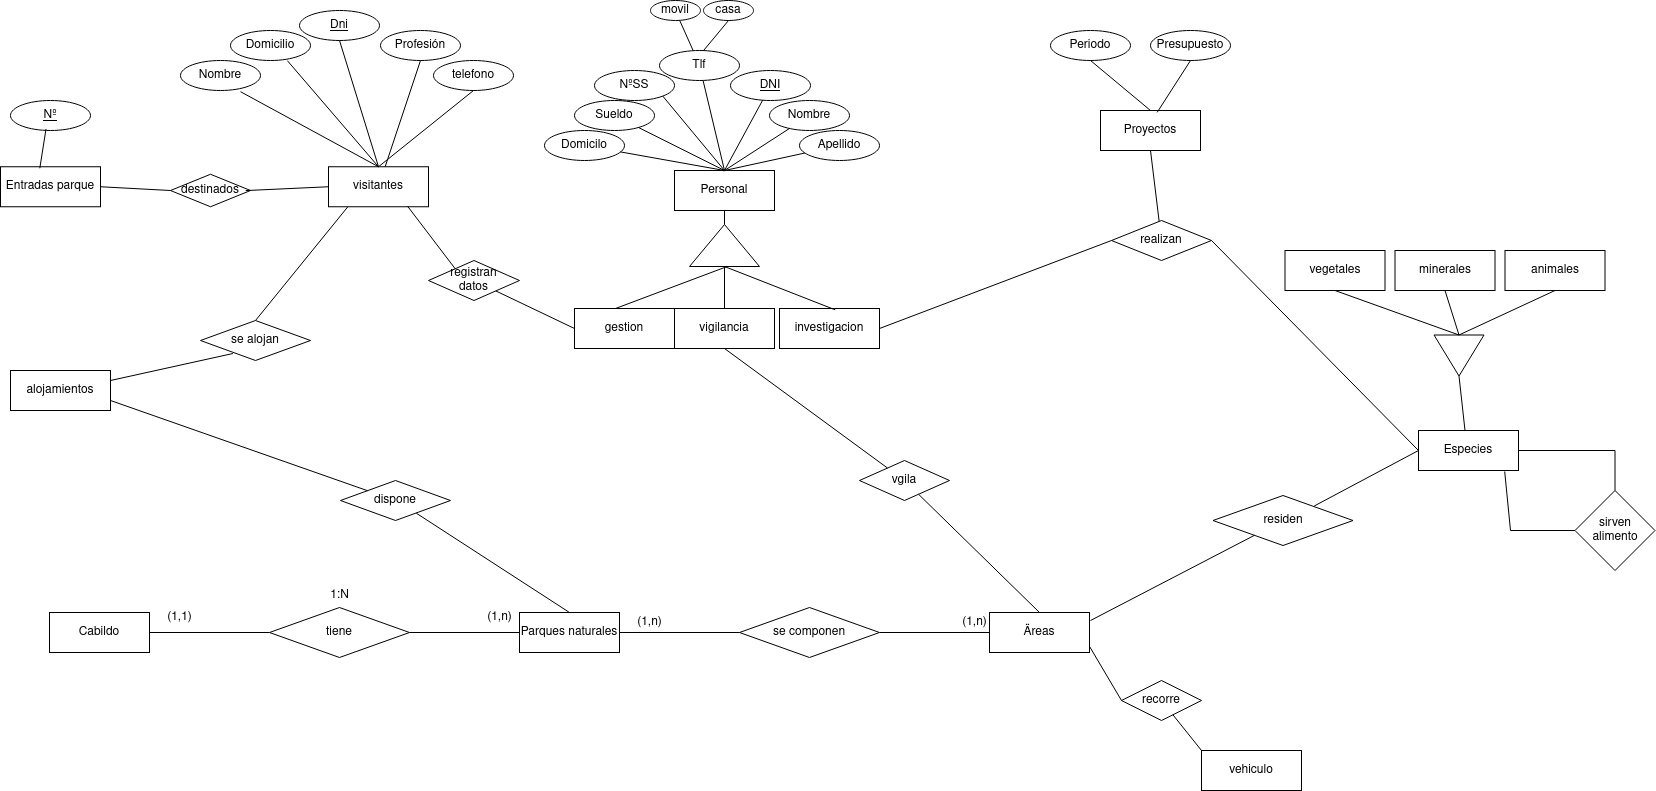 movil
casa
Dni
Domicilio
Profesión
Periodo
Presupuesto
Tlf
Nombre
telefono
NºSS
DNI
Nº
Sueldo
Nombre
Proyectos
Domicilo
Apellido
Entradas parque
destinados
visitantes
Personal
realizan
vegetales
minerales
animales
registran
datos
gestion
vigilancia
investigacion
se alojan
alojamientos
Especies
vgila
dispone
residen
sirven
alimento
1:N
(1,1)
(1,n)
(1,n)
(1,n)
Cabildo
tiene
Parques naturales
se componen
Äreas
recorre
vehiculo